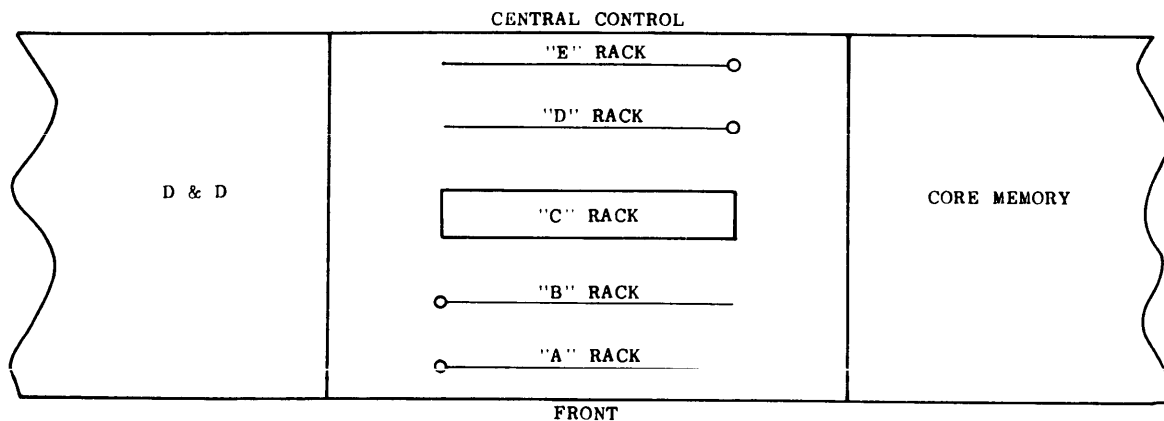 CENTRAL CONTROL
"E" RACK
"D" RACK
D & D
"C" RACK
CORE MEMORY
"B" RACK
"A" RACK
FRONT